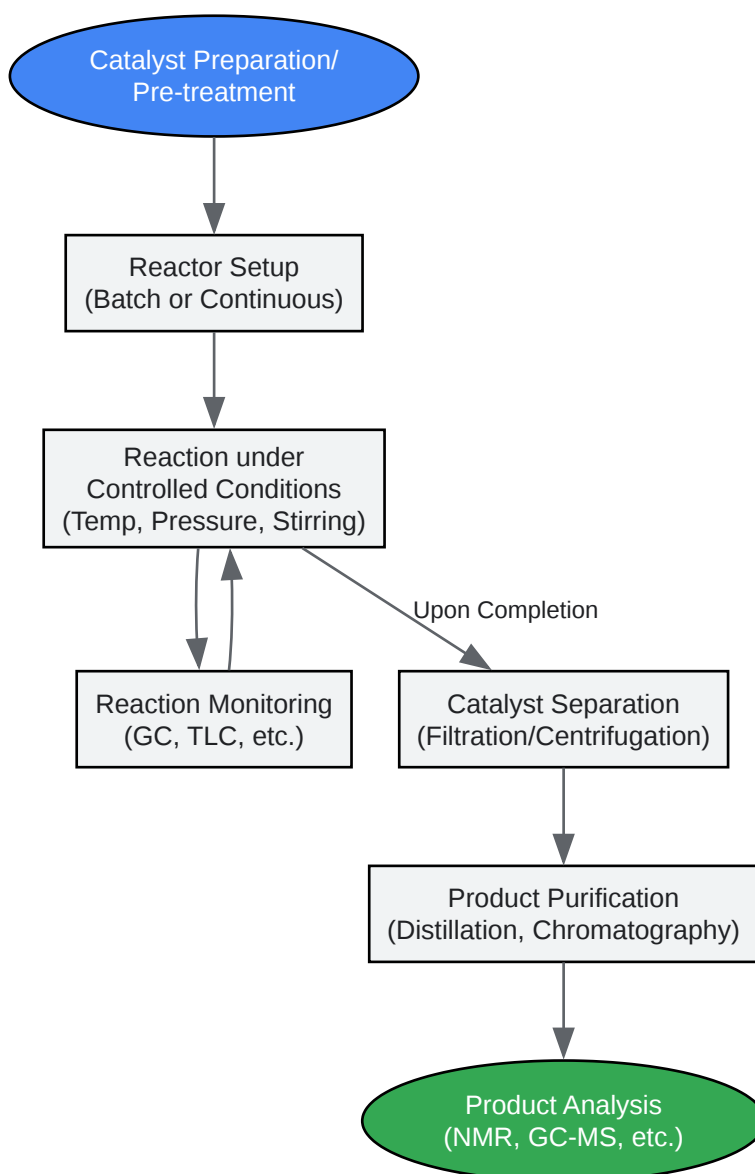 Catalyst Preparation/
Pre-treatment
Reactor Setup
(Batch or Continuous)
Reaction under
Controlled Conditions
(Temp, Pressure, Stirring)
Upon Completion
Reaction Monitoring
(GC, TLC, etc.)
Catalyst Separation
(Filtration/Centrifugation)
Product Purification
(Distillation, Chromatography)
Product Analysis
(NMR, GC-MS, etc.)